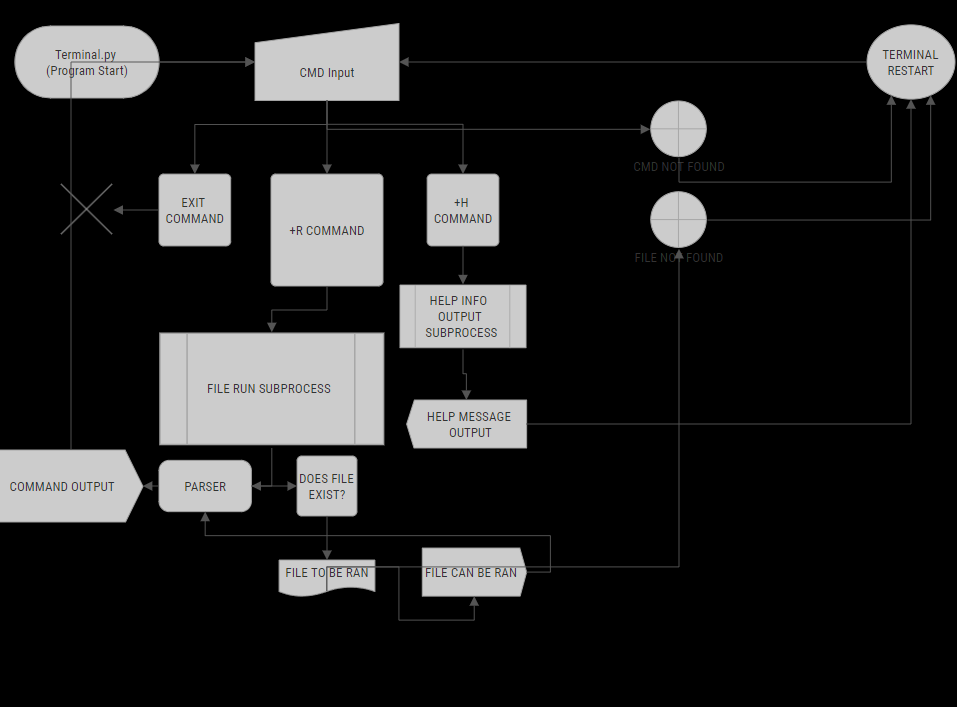 Terminal.py
(Program Start)
CMD Input
TERMINAL
RESTART
CMD NOT FOUND
EXIT
COMMAND
+R COMMAND
+H
COMMAND
FILE NOT FOUND
HELP INFO
OUTPUT
SUBPROCESS
FILE RUN SUBPROCESS
HELP MESSAGE
OUTPUT
COMMAND OUTPUT
PARSER
DOES FILE
EXIST?
FILE TO BE RAN
FILE CAN BE RAN